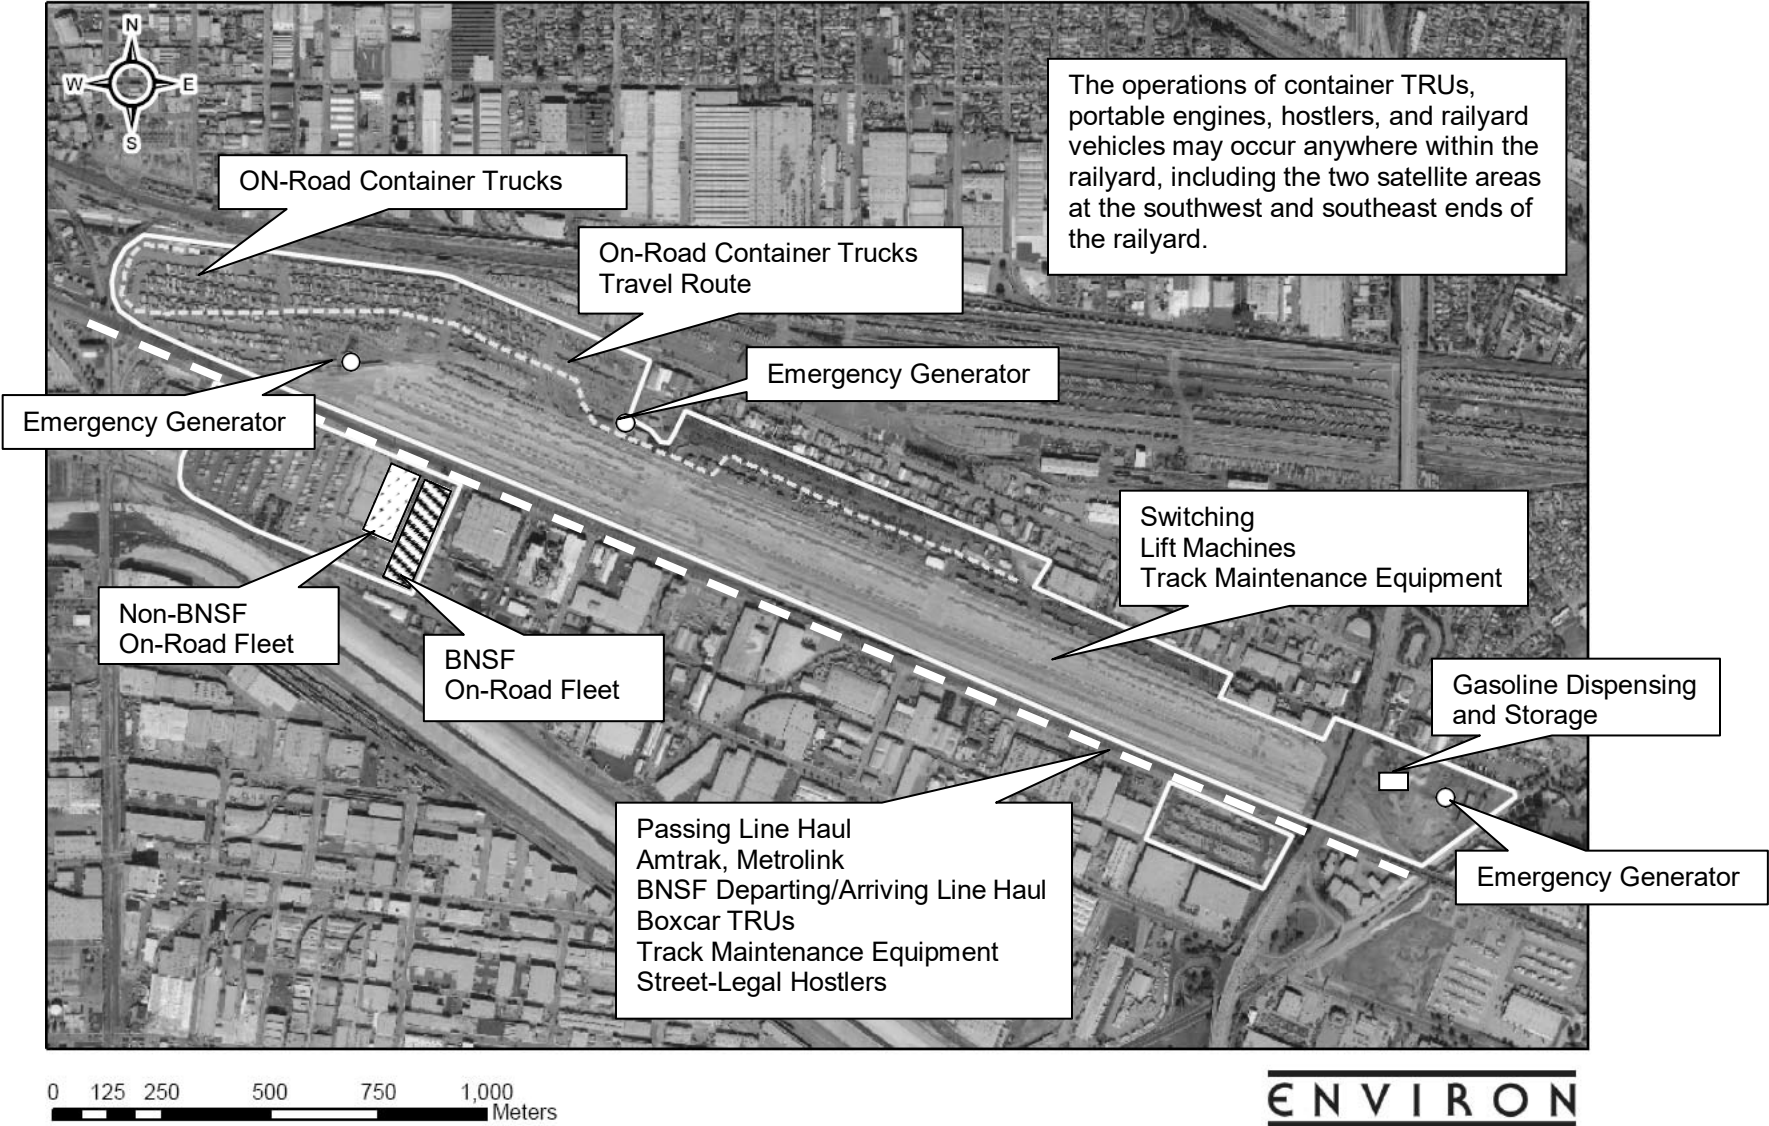 N
W
E
S
The operations of container TRUs,
portable engines, hostlers, and railyard
vehicles may occur anywhere within the
railyard, including the two satellite areas
at the southwest and southeast ends of
the railyard.
ON-Road Container Trucks
On-Road Container Trucks
Travel Route
Emergency Generator
Emergency Generator
Switching
Lift Machines
Track Maintenance Equipment
Non-BNSF
On-Road Fleet
BNSF
On-Road Fleet
Gasoline Dispensing
and Storage
Passing Line Haul
Amtrak, Metrolink
BNSF Departing/Arriving Line Haul
Boxcar TRUs
Track Maintenance Equipment
Street-Legal Hostlers
Emergency Generator
0 125 250 500 750 1,000
Meters
ENVIRON